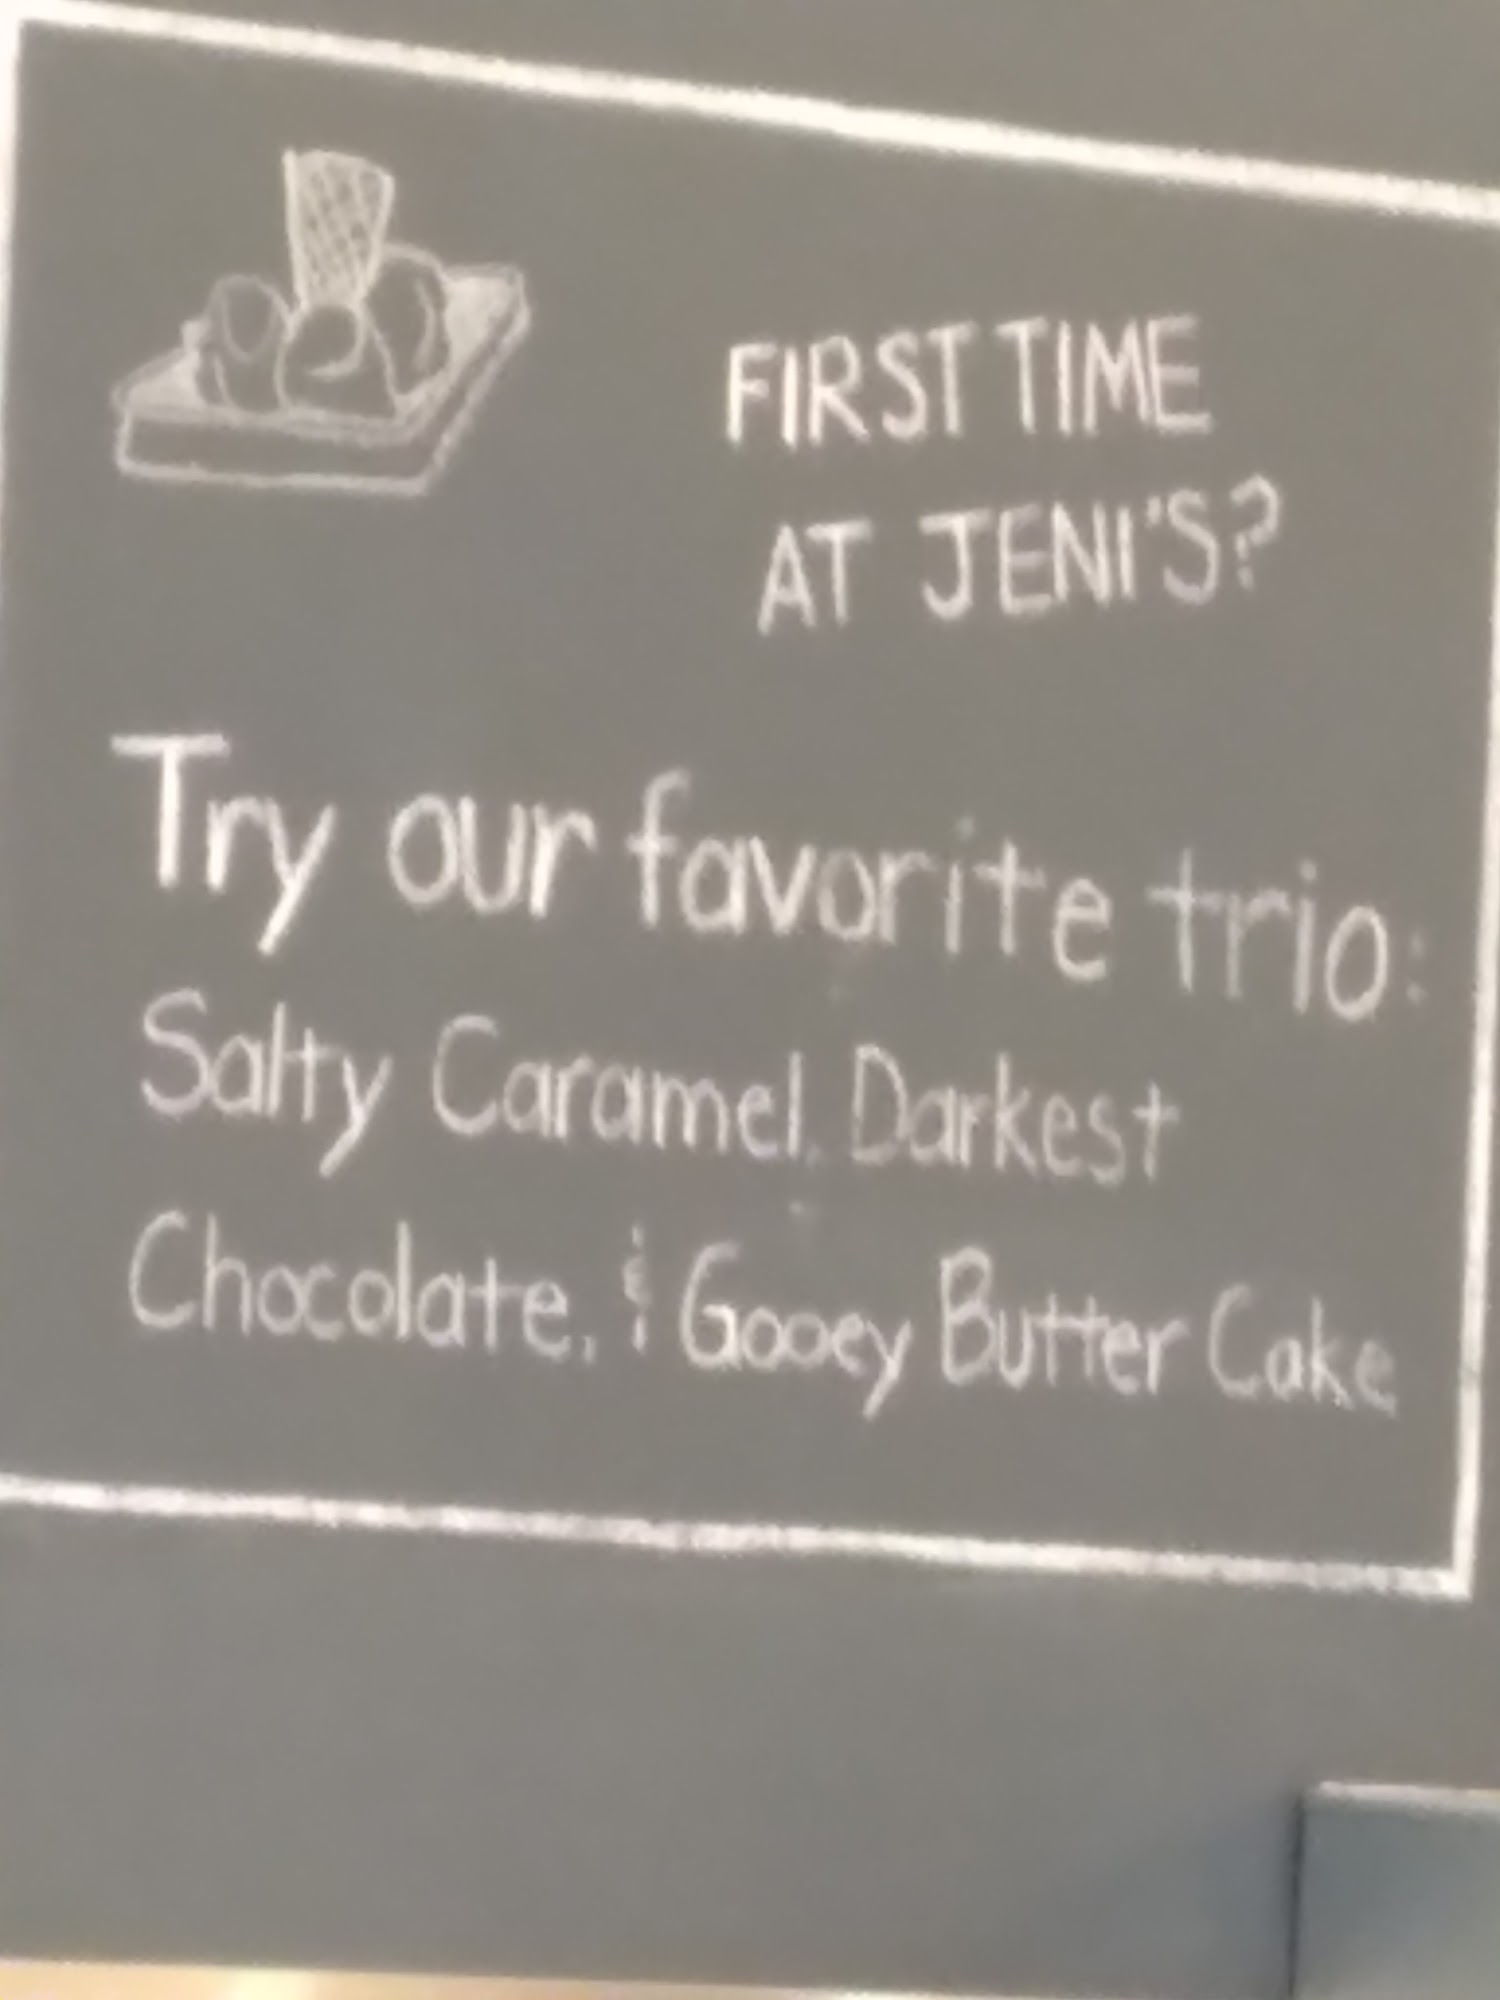 FIRST TIME
AT JENI'S?
Try our favorite trio:
Salty Caramel, Darkest
Chocolate, & Gooey Butter Cake